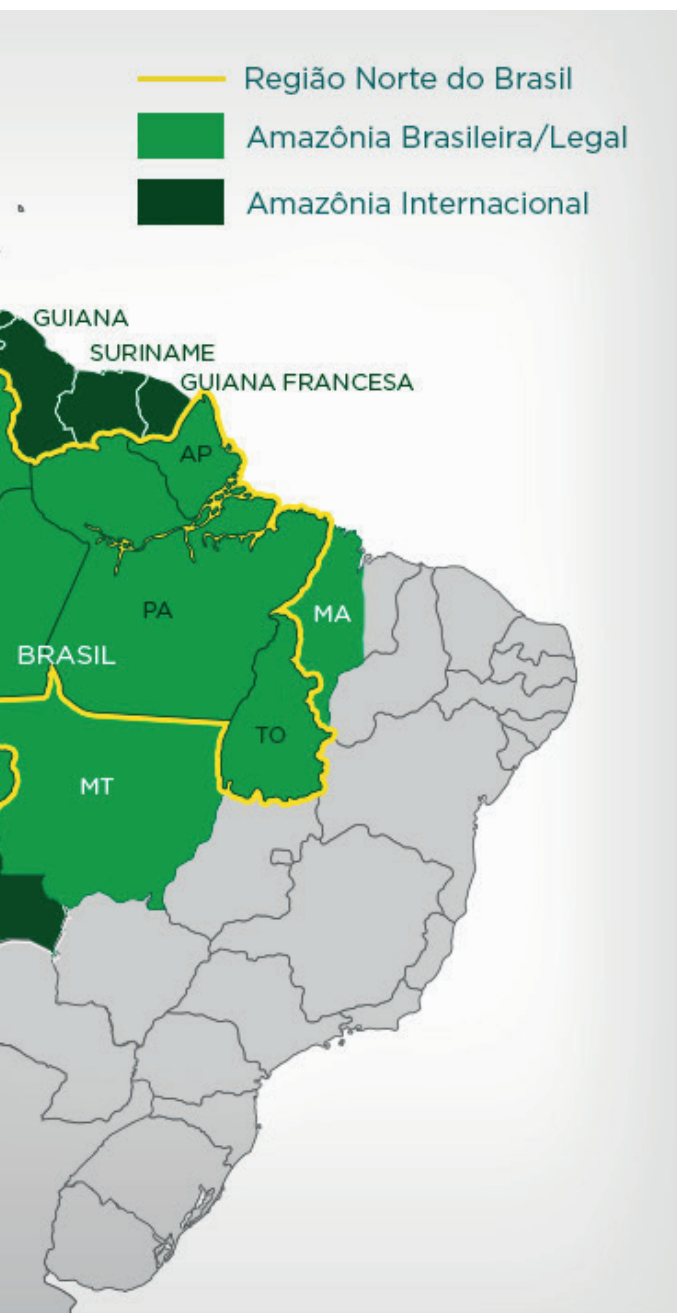 Região Norte do Brasil
Amazônia Brasileira/Legal
Amazônia Internacional
GUIANA
SURINAME
GUIANA FRANCESA
AP
PA
MA
BRASIL
TO
MT